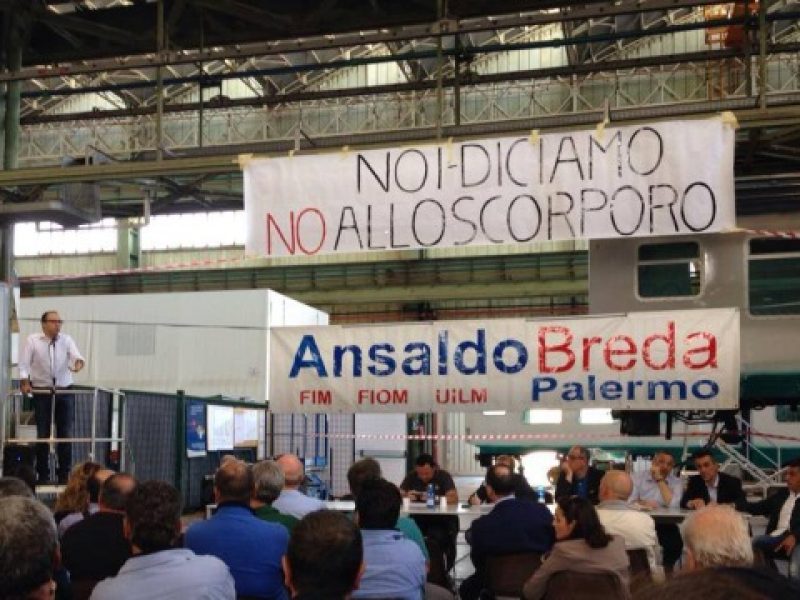 NOI-DICIAMO
NO ALLO SCORPORO
AnsaldoBreda
FIM FIOM UiLM Palermo